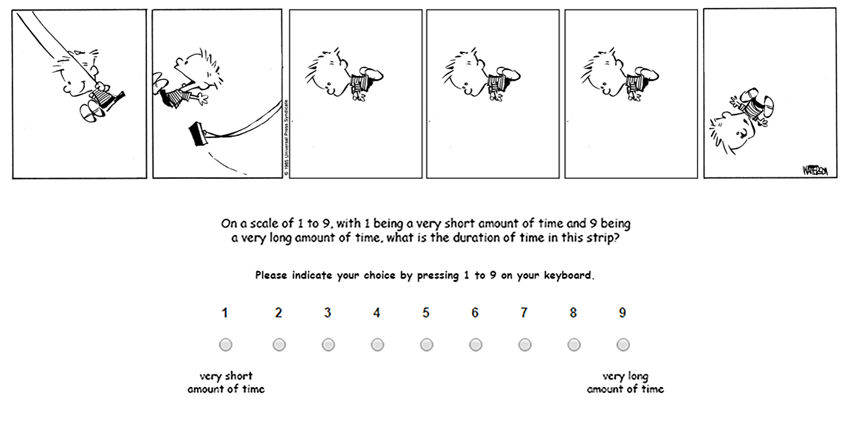 © 1985 Universal Press Syndicate
WATTERSON
On a scale of 1 to 9, with 1 being a very short amount of time and 9 being
a very long amount of time, what is the duration of time in this strip?
Please indicate your choice by pressing 1 to 9 on your keyboard.
1 2 3 4 5 6 7 8 9
very short very long
amount of time amount of time